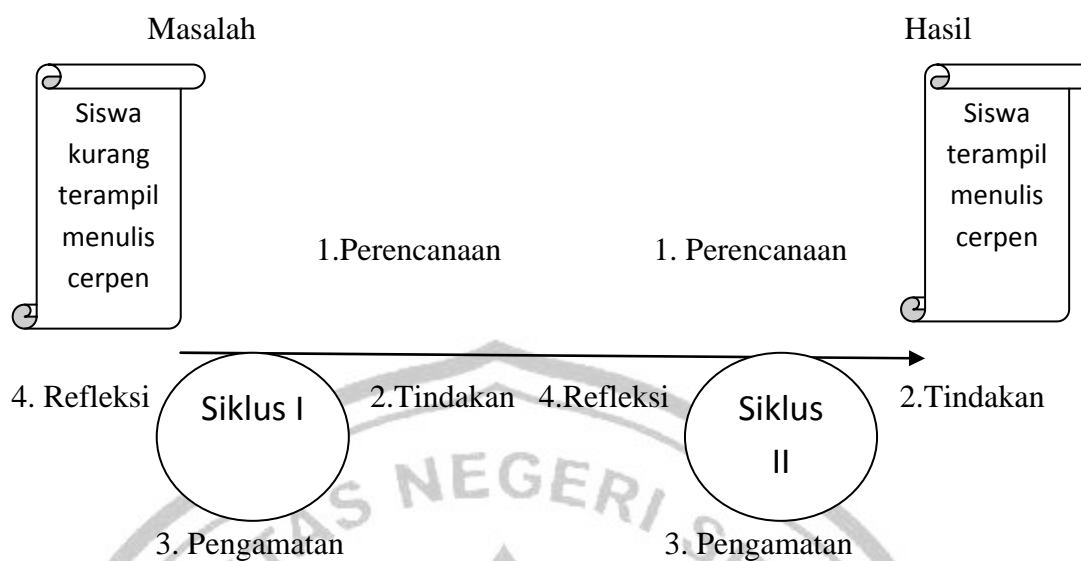 Masalah
Hasil
Siswa
kurang
terampil
menulis
cerpen
Siswa
terampil
menulis
cerpen
1.Perencanaan
1. Perencanaan
4. Refleksi
Siklus I
2.Tindakan
4.Refleksi
Siklus
II
2.Tindakan
3. Pengamatan
3. Pengamatan
TAS NEGERI S